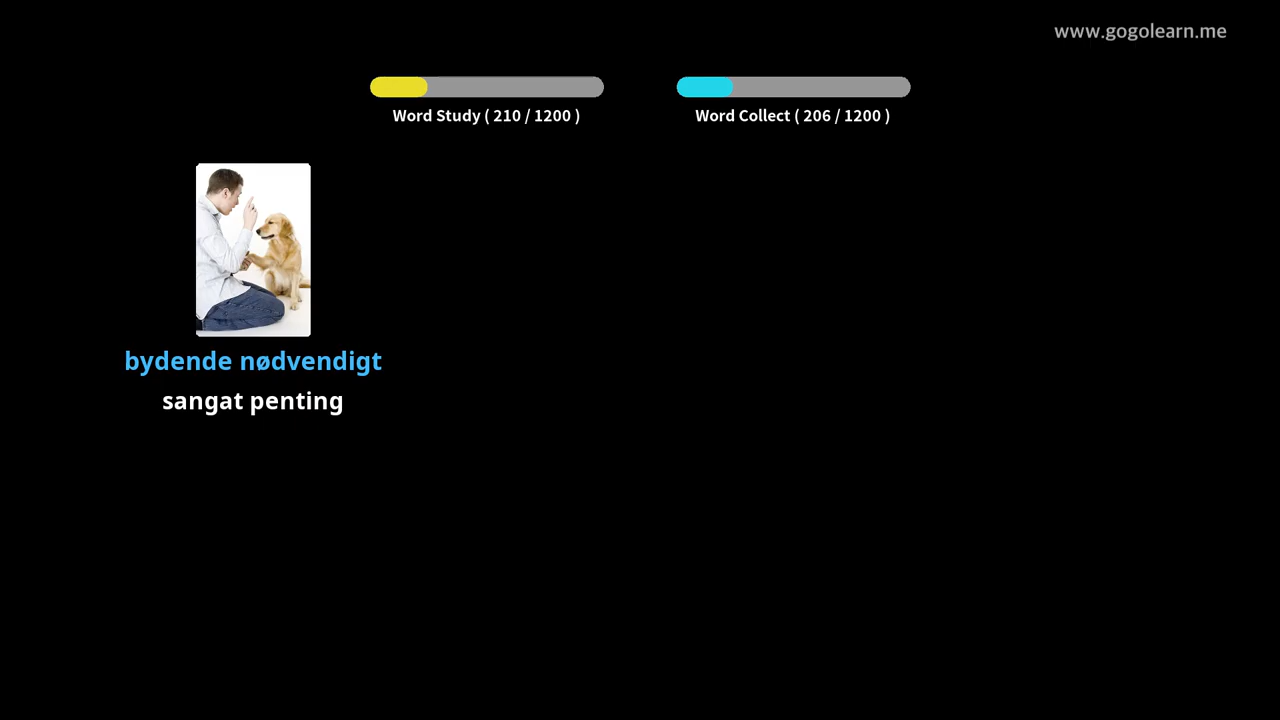 www.gogolearn.me
Word Study ( 210 / 1200 )
Word Collect ( 206 / 1200 )
bydende nødvendigt
sangat penting